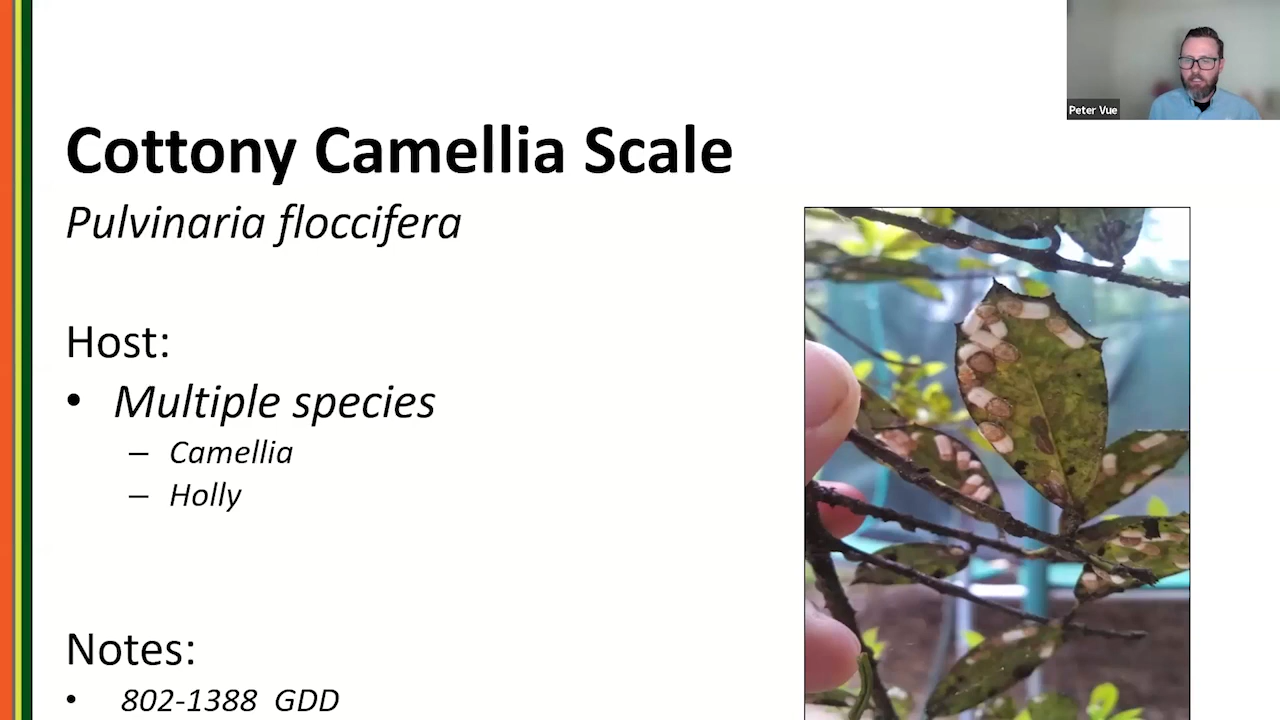 Peter Vue
Cottony Camellia Scale
Pulvinaria floccifera
Host:
• Multiple species
– Camellia
– Holly
Notes:
• 802-1388 GDD